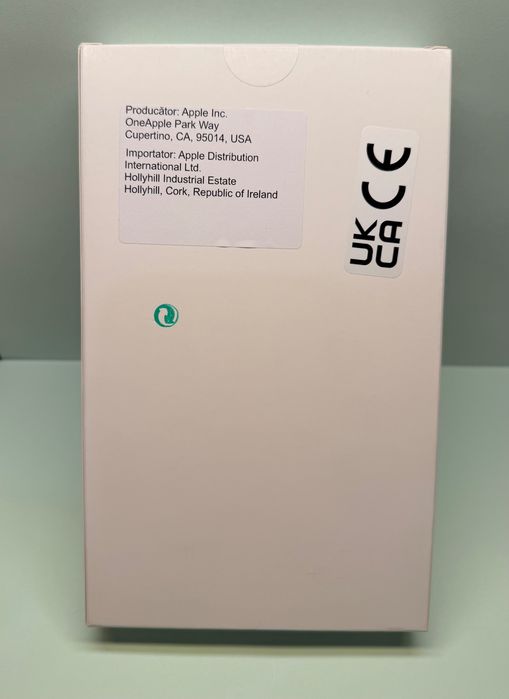 Producător: Apple Inc.
OneApple Park Way
Cupertino, CA, 95014, USA
Importator: Apple Distribution
International Ltd.
Hollyhill Industrial Estate
Hollyhill, Cork, Republic of Ireland
UK
CA CE